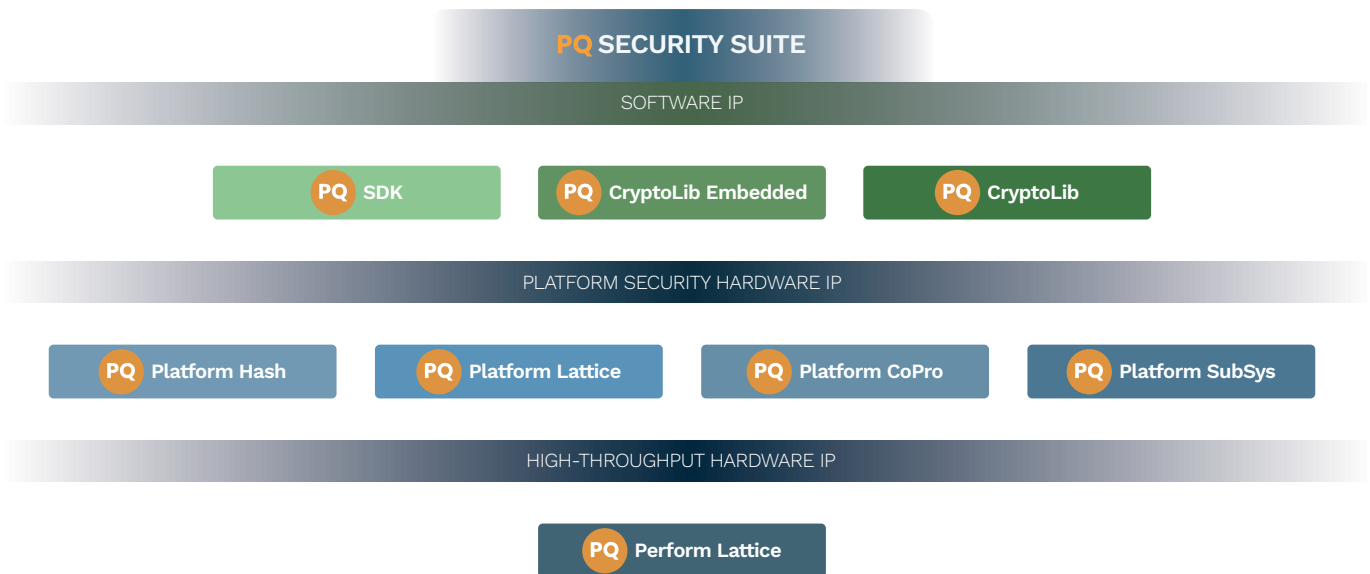 PQ SECURITY SUITE
SOFTWARE IP
PQ SDK
PQ CryptoLib Embedded
PQ CryptoLib
PLATFORM SECURITY HARDWARE IP
PQ Platform Hash
PQ Platform Lattice
PQ Platform CoPro
PQ Platform SubSys
HIGH-THROUGHPUT HARDWARE IP
PQ Perform Lattice